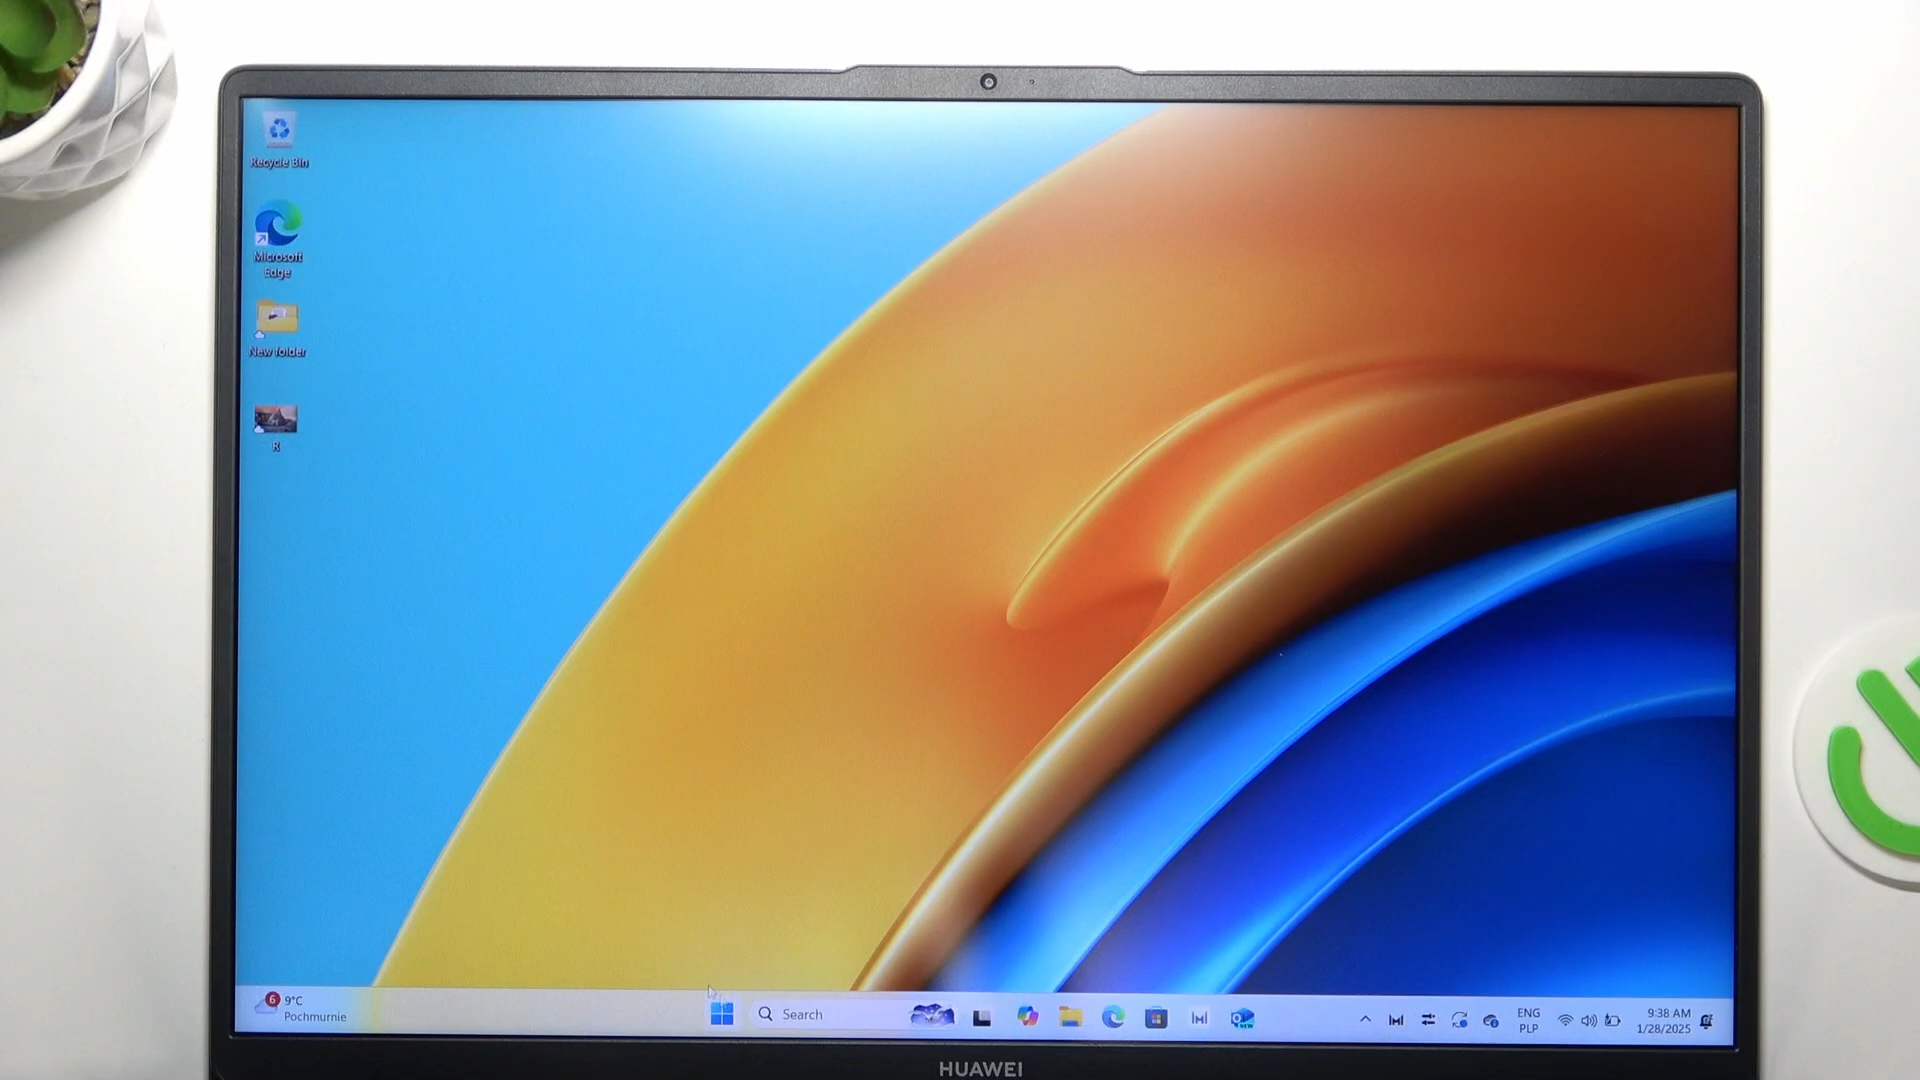 Recycle Bin
Microsoft
Edge
New folder
R
6
9°C
Pochmurnie
Search
NEW
ENG
PLP
9:38 AM
1/28/2025
HUAWEI